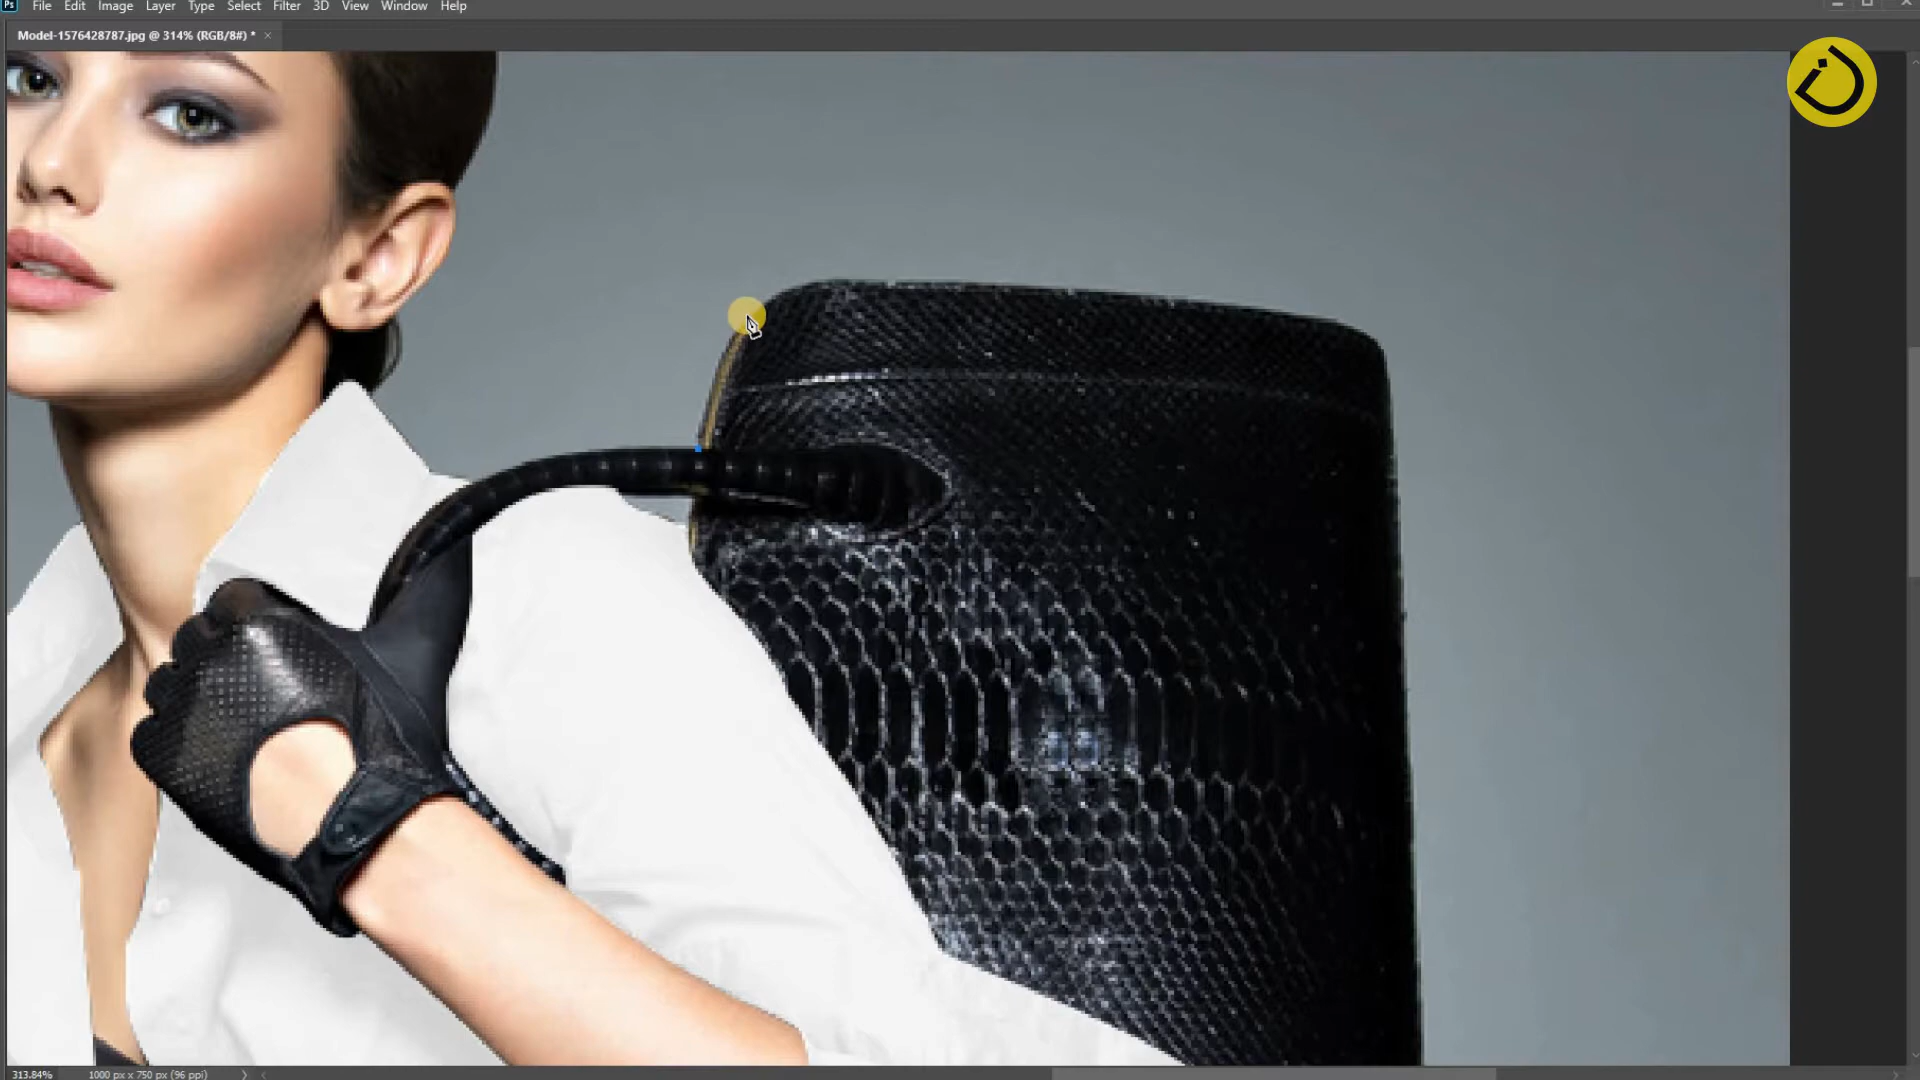 Ps File Edit Image Layer Type Select Filter 3D View Window Help
Model-1576428787.jpg @ 314% (RGB/8#) * ×
313.84% 1000 px x 750 px (96 ppi)